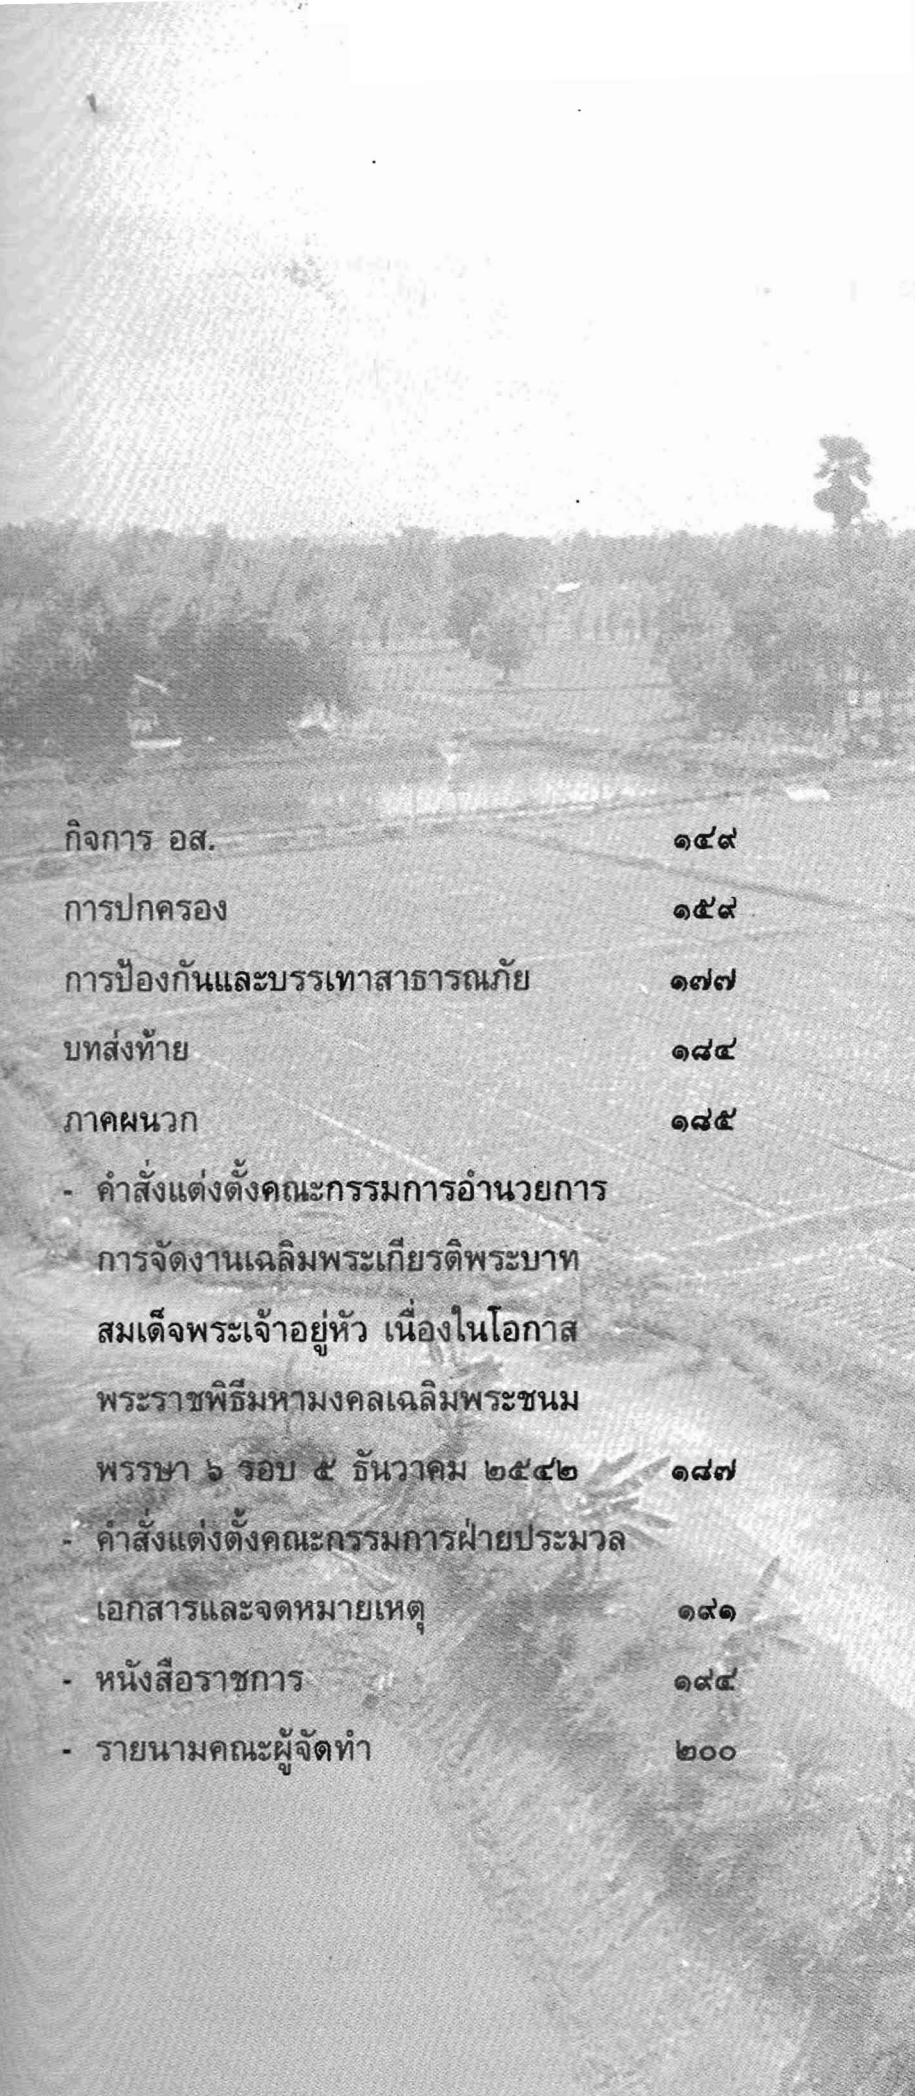 กิจการ อส. ๑๔๙
การปกครอง ๑๕๙
การป้องกันและบรรเทาสาธารณภัย ๑๗๗
บทส่งท้าย ๑๘๔
ภาคผนวก ๑๘๕
- คำสั่งแต่งตั้งคณะกรรมการอำนวยการ
การจัดงานเฉลิมพระเกียรติพระบาท
สมเด็จพระเจ้าอยู่หัว เนื่องในโอกาส
พระราชพิธีมหามงคลเฉลิมพระชนม
พรรษา ๖ รอบ ๕ ธันวาคม ๒๕๔๒ ๑๘๗
- คำสั่งแต่งตั้งคณะกรรมการฝ่ายประมวล
เอกสารและจดหมายเหตุ ๑๙๑
- หนังสือราชการ ๑๙๔
- รายนามคณะผู้จัดทำ ๒๐๐